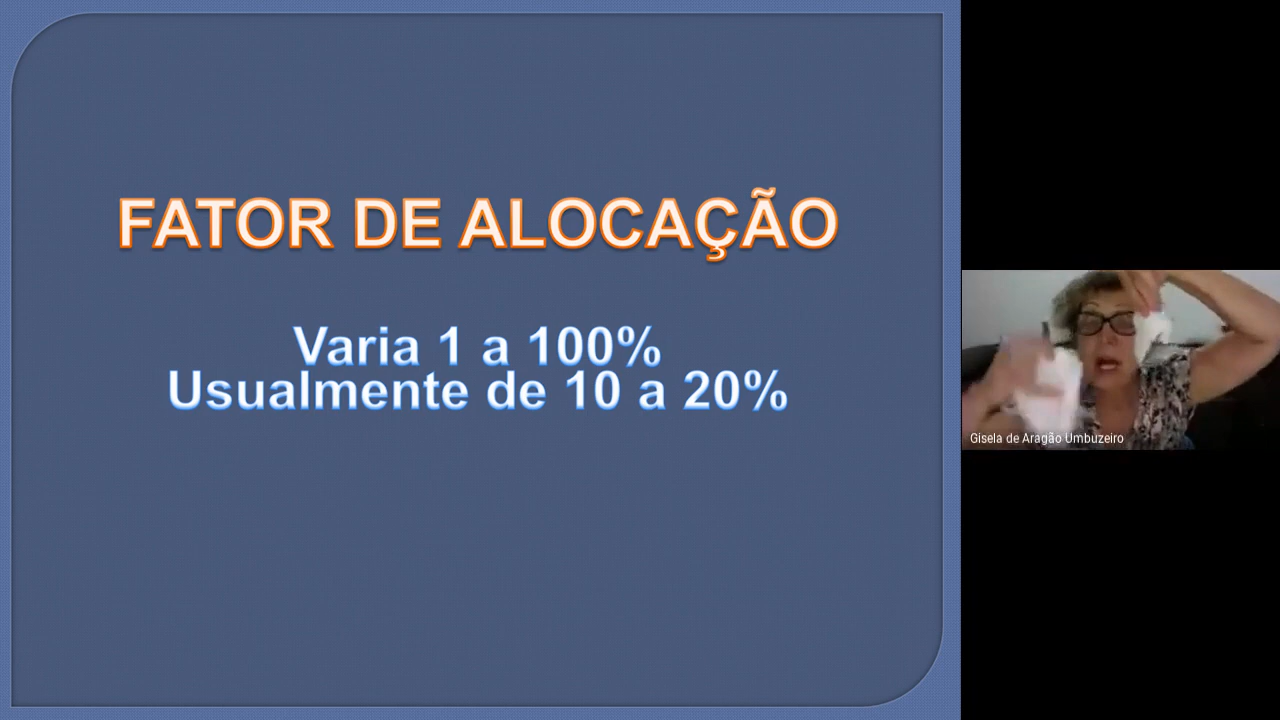 FATOR DE ALOCAÇÃO
Varia 1 a 100%
Usualmente de 10 a 20%
Gisela de Aragão Umbuzeiro